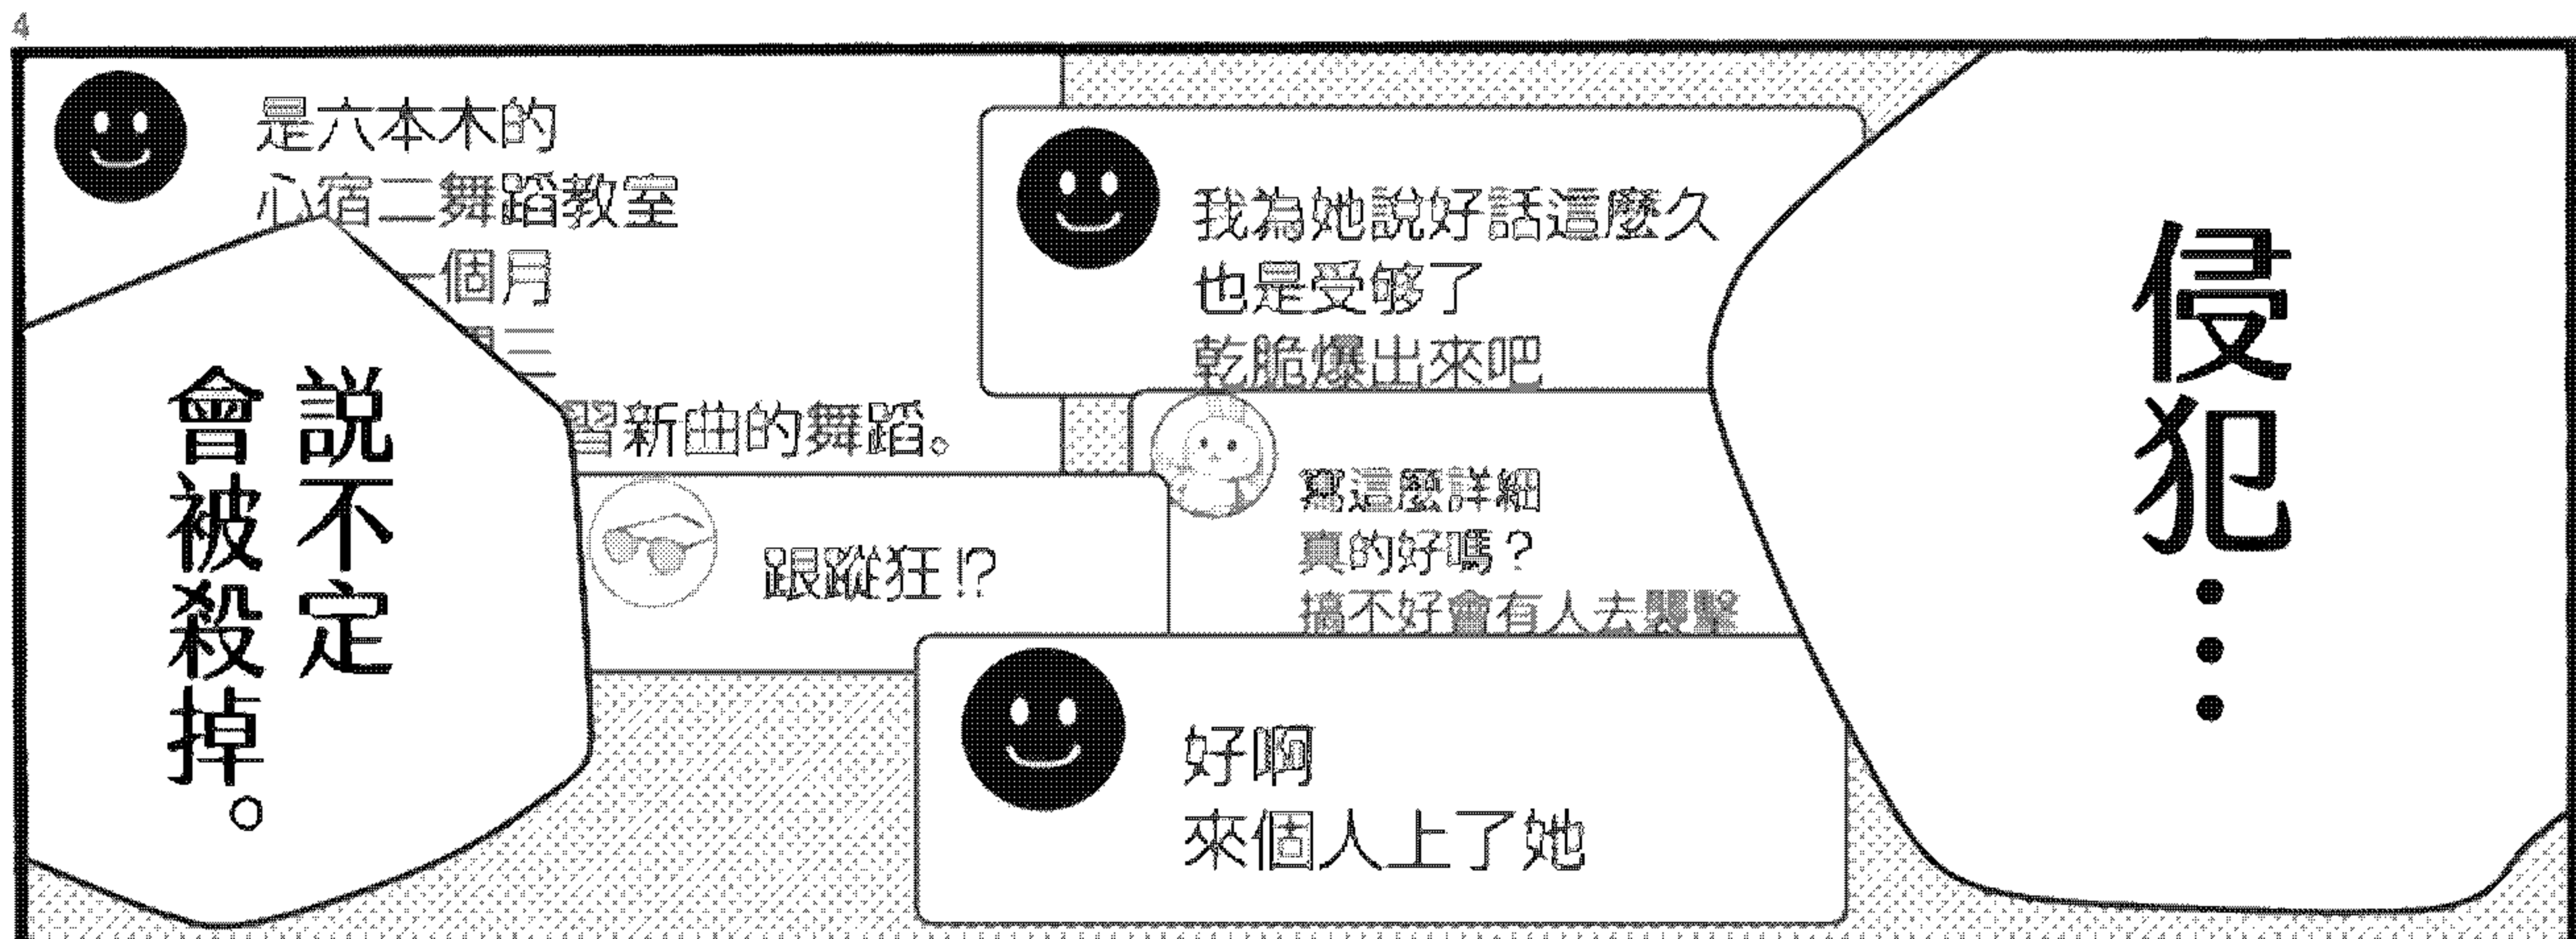 4
侵犯⋮
我為她說好話這麼久
也是受够了
乾脆爆出來吧
寫這麼詳細
真的好嗎？
搞不好會有人去襲擊
好啊
來個人上了她
是六本木的
心宿二舞蹈教室
一個月
三
習新曲的舞蹈。
跟蹤狂!?
說不定
會被殺掉。